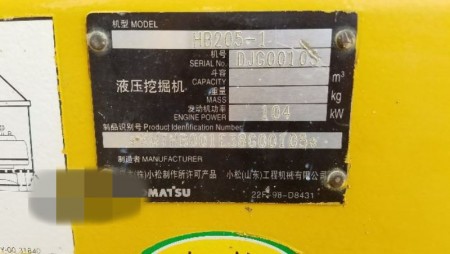 机型 MODEL
HB205-1
机号
SERIAL No
斗容
CAPACITY m³
液压挖掘机
重量
MASS kg
发动机功率
ENGINE POWER 104 kW
制品识别号 Product Identification Number
制造者 MANUFACTURER
小松制作所许可产品 小松(山东)工程机械有限公司
OMATSU
22F-98-D8431